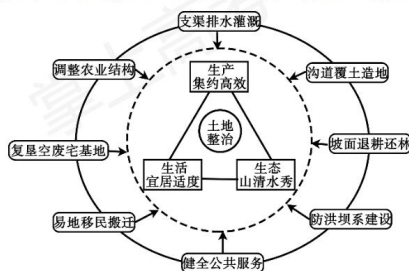 支渠排水灌溉
调整农业结构
沟道覆土造地
生产
集约高效
土地
整治
复垦空废宅基地
坡面退耕还林
生活
宜居适度
生态
山清水秀
易地移民搬迁
防洪坝系建设
健全公共服务